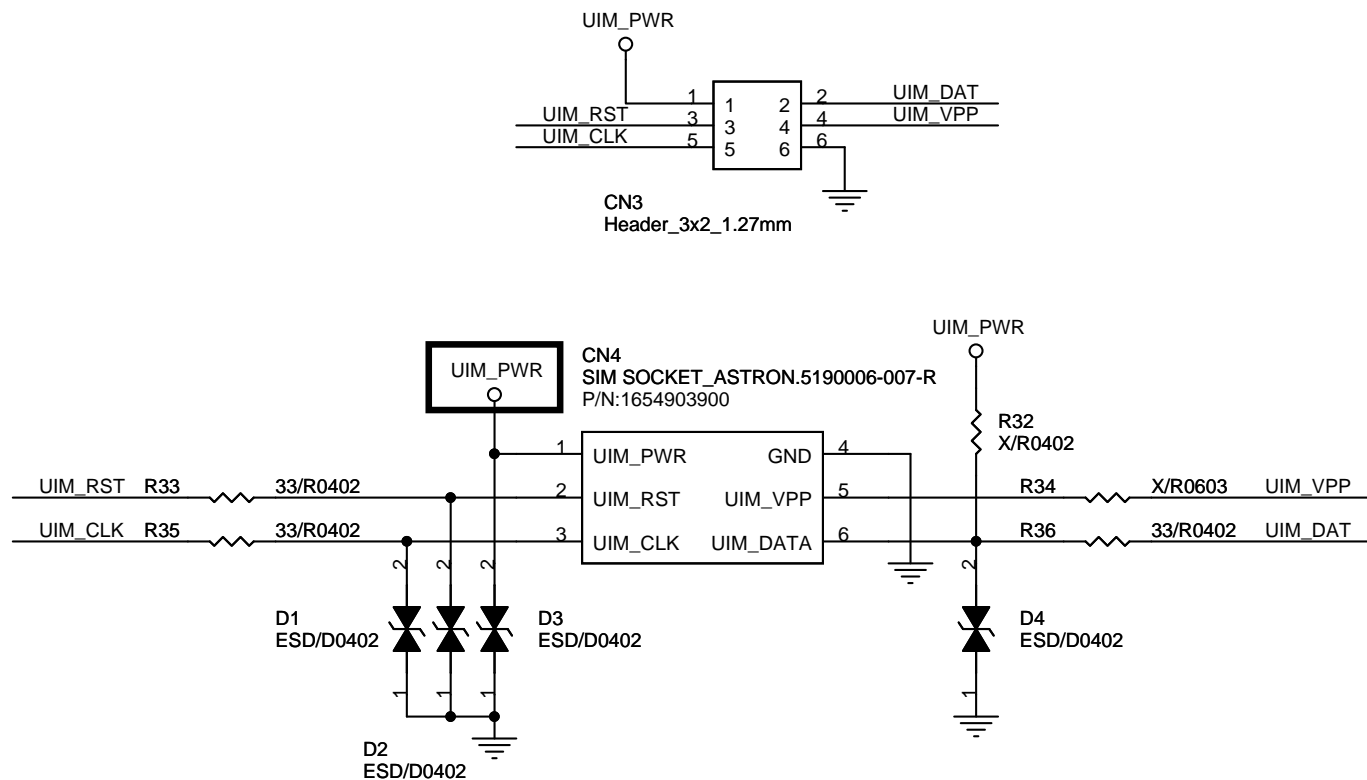 UIM_PWR
1 1 2 2 UIM_DAT
UIM_RST 3 3 4 4 UIM_VPP
UIM_CLK 5 5 6 6
CN3
Header_3x2_1.27mm
UIM_PWR
UIM_PWR
CN4
SIM SOCKET_ASTRON.5190006-007-R
P/N:1654903900
R32
X/R0402
1 UIM_PWR GND 4
UIM_RST R33 33/R0402 2 UIM_RST UIM_VPP 5 R34 X/R0603 UIM_VPP
UIM_CLK R35 33/R0402 3 UIM_CLK UIM_DATA 6 R36 33/R0402 UIM_DAT
2 2 2 2
D1
ESD/D0402
D3
ESD/D0402
D4
ESD/D0402
1 1 1 1
D2
ESD/D0402